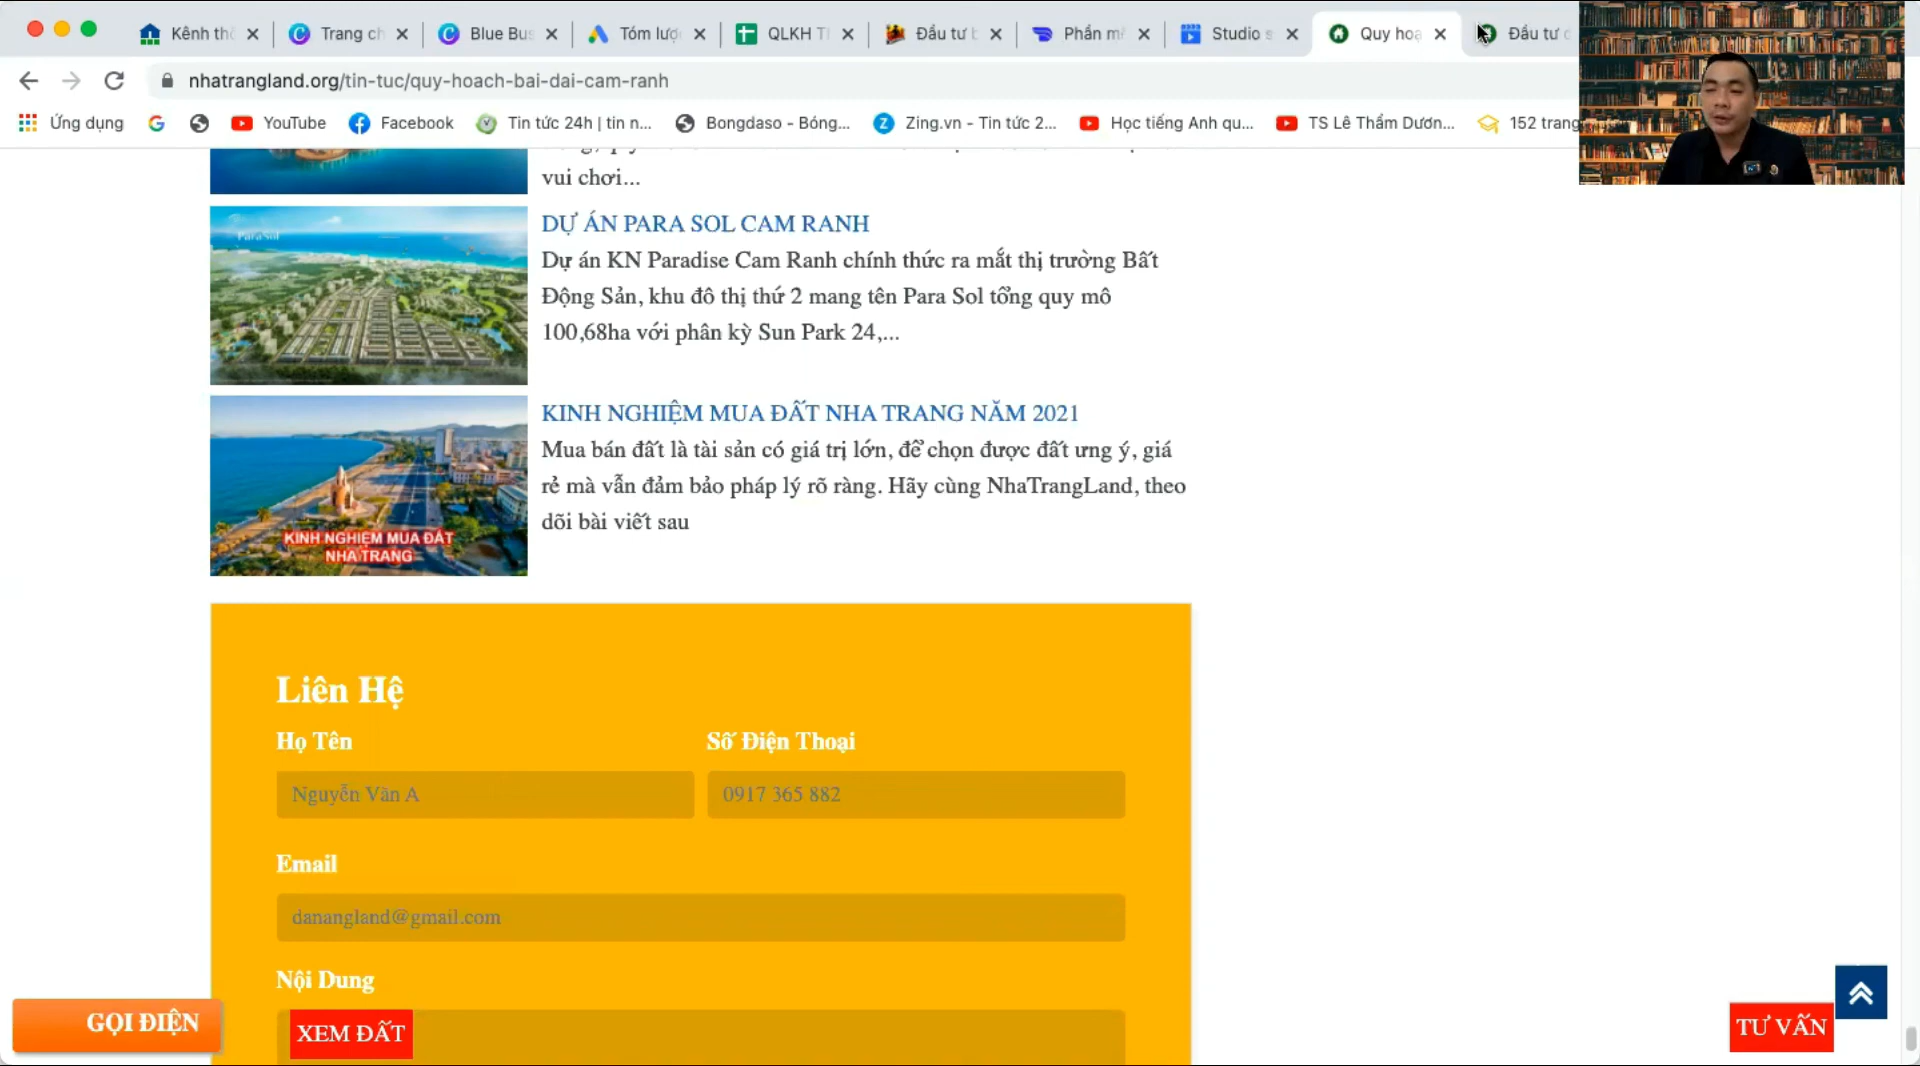 Kênh thô
Trang ch
Blue Bus
Tóm lượ
QLKH Th
Đầu tư b
Phần mề
Studio s
Quy hoạ
Đầu tư c
nhatrangland.org/tin-tuc/quy-hoach-bai-dai-cam-ranh
Ứng dụng
YouTube
Facebook
Tin tức 24h | tin n...
Bongdaso - Bóng...
Zing.vn - Tin tức 2...
Học tiếng Anh qu...
TS Lê Thẩm Dươn...
152 trang
vui chơi...
ParaSol
DỰ ÁN PARA SOL CAM RANH
Dự án KN Paradise Cam Ranh chính thức ra mắt thị trường Bất
Động Sản, khu đô thị thứ 2 mang tên Para Sol tổng quy mô
100,68ha với phân kỳ Sun Park 24,...
KINH NGHIỆM MUA ĐẤT
NHA TRANG
KINH NGHIỆM MUA ĐẤT NHA TRANG NĂM 2021
Mua bán đất là tài sản có giá trị lớn, để chọn được đất ưng ý, giá
rẻ mà vẫn đảm bảo pháp lý rõ ràng. Hãy cùng NhaTrangLand, theo
dõi bài viết sau
Liên Hệ
Họ Tên
Số Điện Thoại
Nguyễn Văn A
0917 365 882
Email
danangland@gmail.com
Nội Dung
GỌI ĐIỆN
XEM ĐẤT
TƯ VẤN